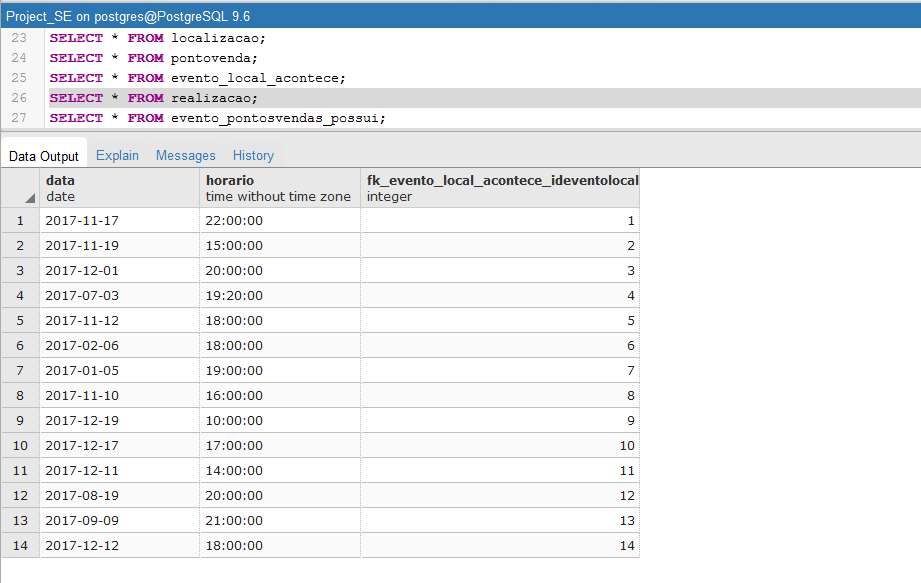 Project_SE on postgres@PostgreSQL 9.6
23 SELECT * FROM localizacao;
24 SELECT * FROM pontovenda;
25 SELECT * FROM evento_local_acontece;
26 SELECT * FROM realizacao;
27 SELECT * FROM evento_pontosvendas_possui;
Data Output Explain Messages History
data horario fk_evento_local_acontece_ideventolocal
date time without time zone integer
1 2017-11-17 22:00:00 1
2 2017-11-19 15:00:00 2
3 2017-12-01 20:00:00 3
4 2017-07-03 19:20:00 4
5 2017-11-12 18:00:00 5
6 2017-02-06 18:00:00 6
7 2017-01-05 19:00:00 7
8 2017-11-10 16:00:00 8
9 2017-12-19 10:00:00 9
10 2017-12-17 17:00:00 10
11 2017-12-11 14:00:00 11
12 2017-08-19 20:00:00 12
13 2017-09-09 21:00:00 13
14 2017-12-12 18:00:00 14